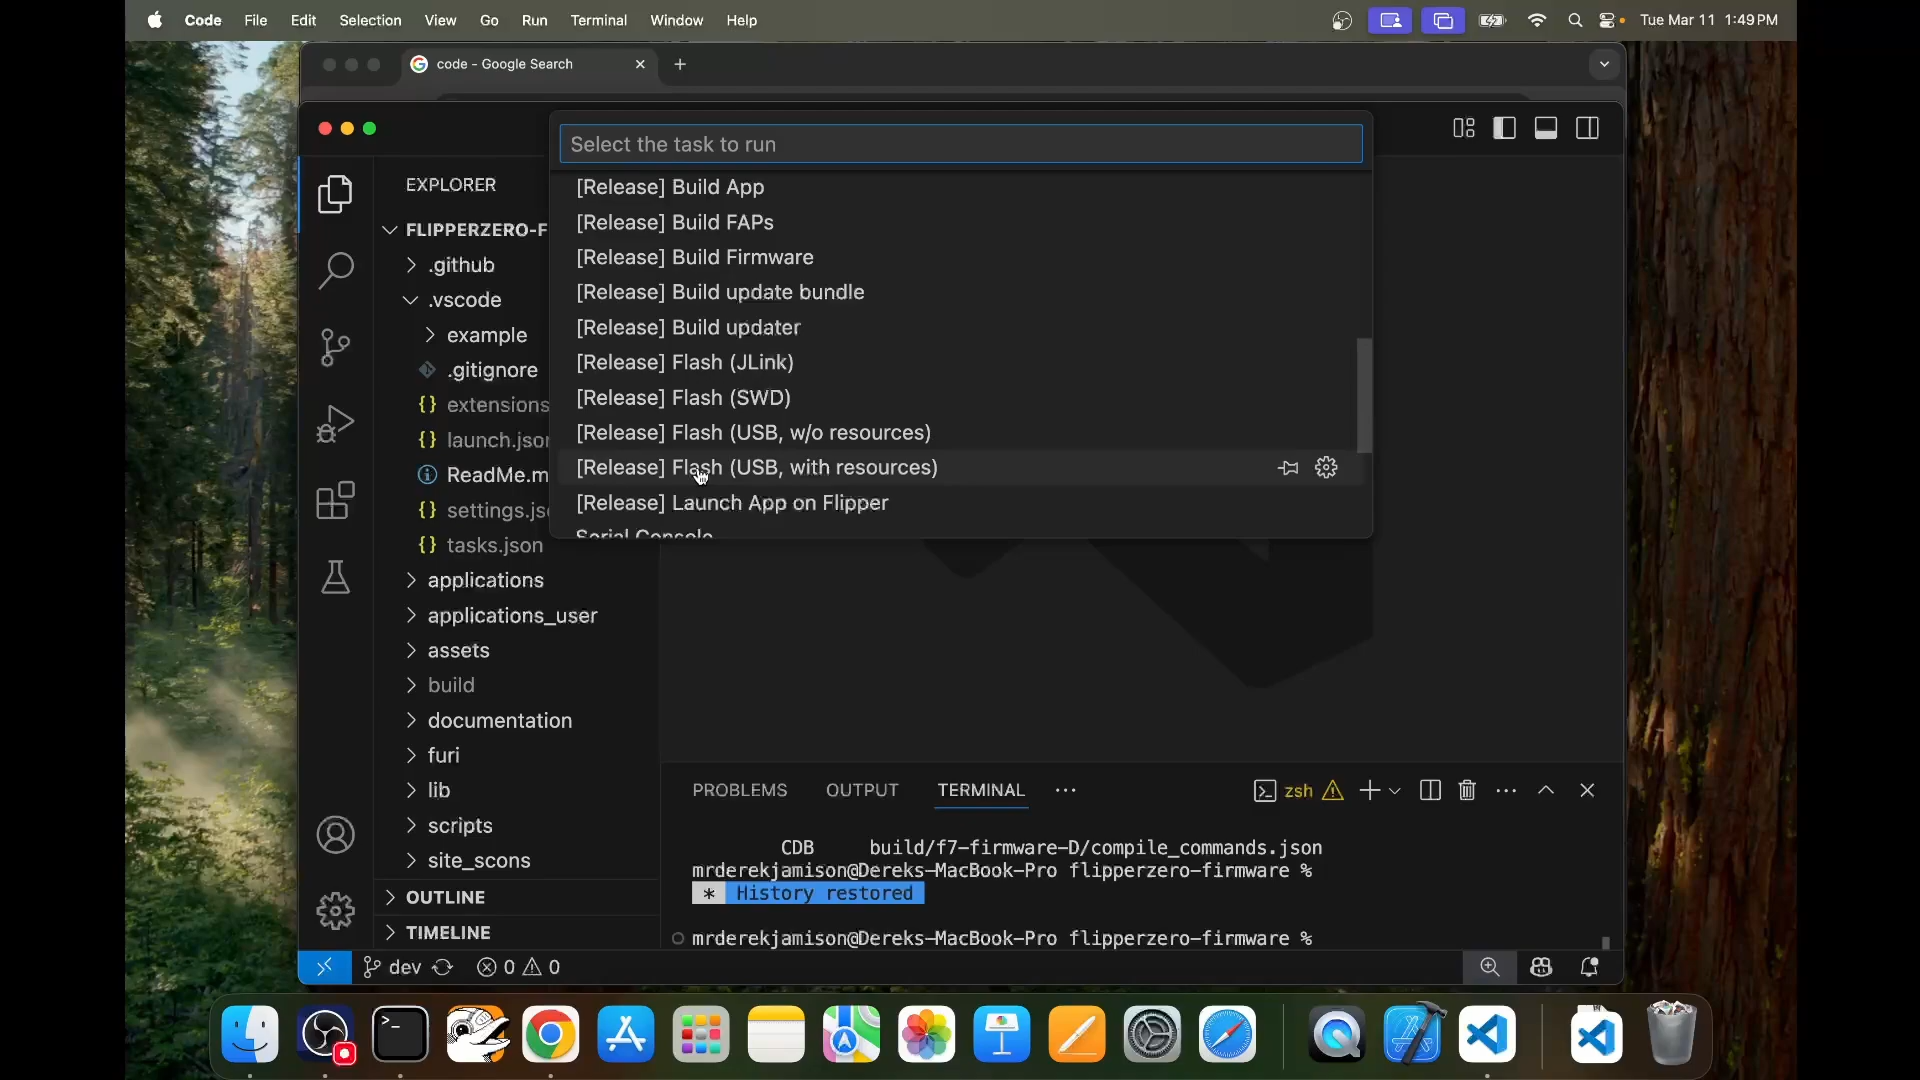 Code File Edit Selection View Go Run Terminal Window Help
Tue Mar 11 1:49 PM
code - Google Search
Select the task to run
[Release] Build App
[Release] Build FAPs
[Release] Build Firmware
[Release] Build update bundle
[Release] Build updater
[Release] Flash (JLink)
[Release] Flash (SWD)
[Release] Flash (USB, w/o resources)
[Release] Flash (USB, with resources)
[Release] Launch App on Flipper
Serial Console
EXPLORER
FLIPPERZERO-F
.github
.vscode
example
.gitignore
extensions
launch.json
ReadMe.m
settings.js
tasks.json
applications
applications_user
assets
build
documentation
furi
lib
scripts
site_scons
OUTLINE
TIMELINE
PROBLEMS OUTPUT TERMINAL
zsh
CDB build/f7-firmware-D/compile_commands.json
mrderekjamison@Dereks-MacBook-Pro flipperzero-firmware %
* History restored
mrderekjamison@Dereks-MacBook-Pro flipperzero-firmware %
dev 0 0